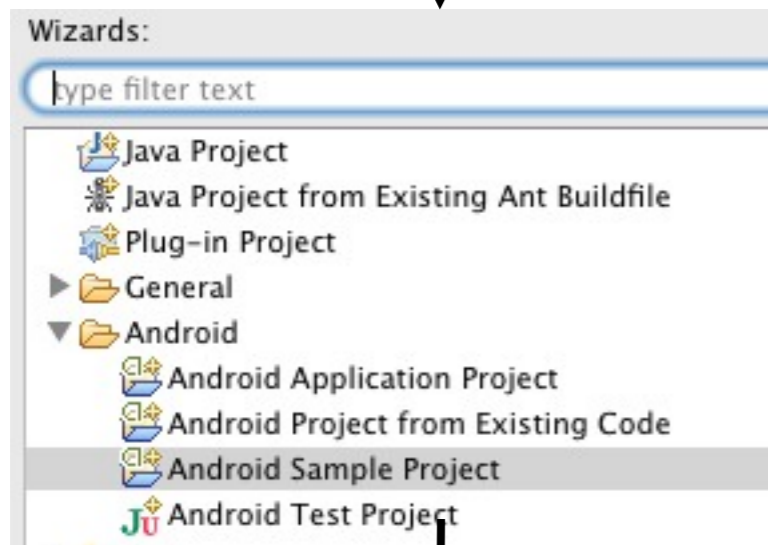 Wizards:
type filter text
Java Project
Java Project from Existing Ant Buildfile
Plug-in Project
General
Android
Android Application Project
Android Project from Existing Code
Android Sample Project
Ju Android Test Project